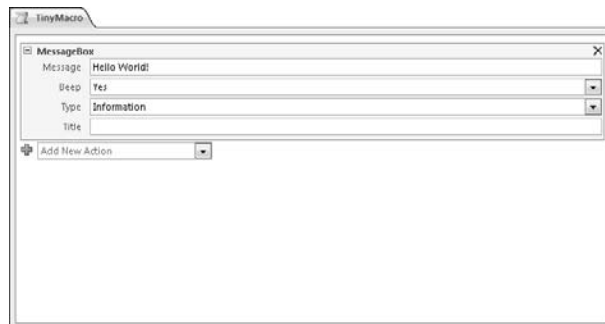 TinyMacro
MessageBox
Message Hello World!
Beep Yes
Type Information
Title
Add New Action